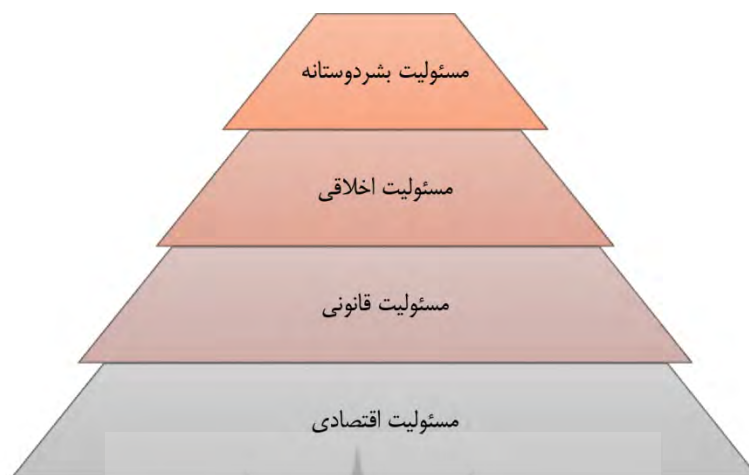 مسئولیت بشردوستانه
مسئولیت اخلاقی
مسئولیت قانونی
مسئولیت اقتصادی